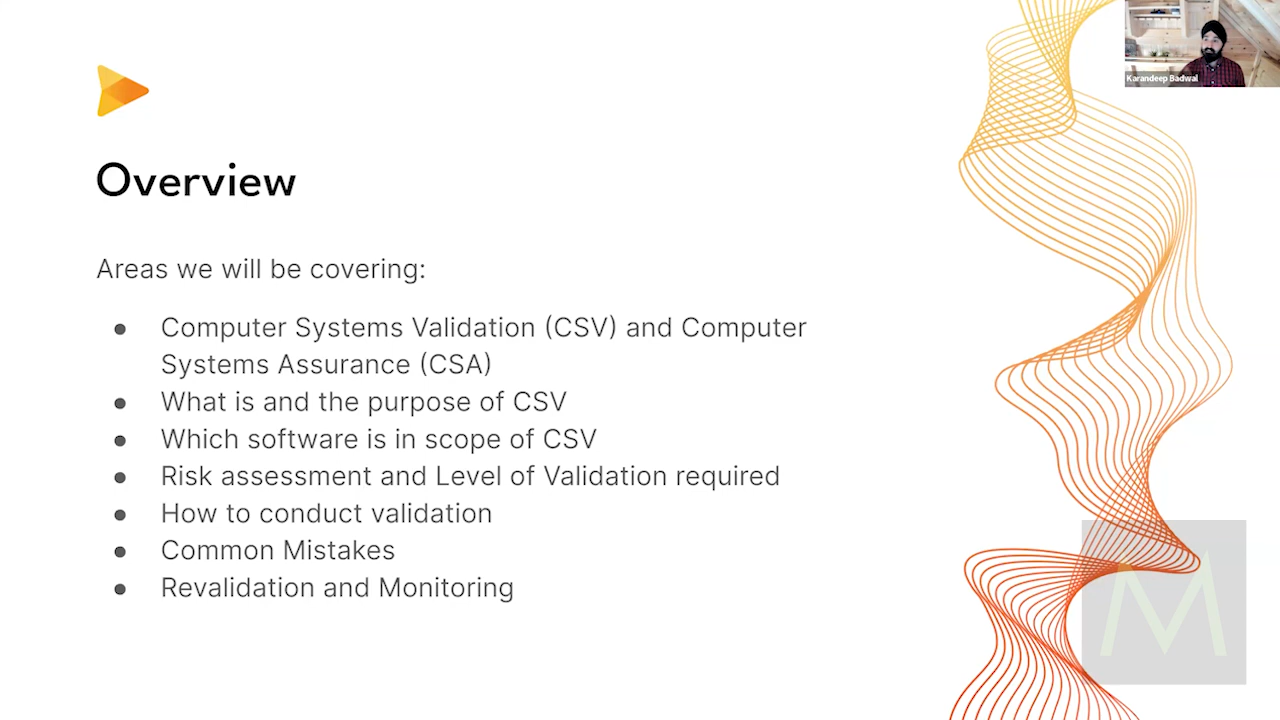 Karandeep Badwal
Overview
Areas we will be covering:
● Computer Systems Validation (CSV) and Computer
Systems Assurance (CSA)
● What is and the purpose of CSV
● Which software is in scope of CSV
● Risk assessment and Level of Validation required
● How to conduct validation
● Common Mistakes
● Revalidation and Monitoring
M